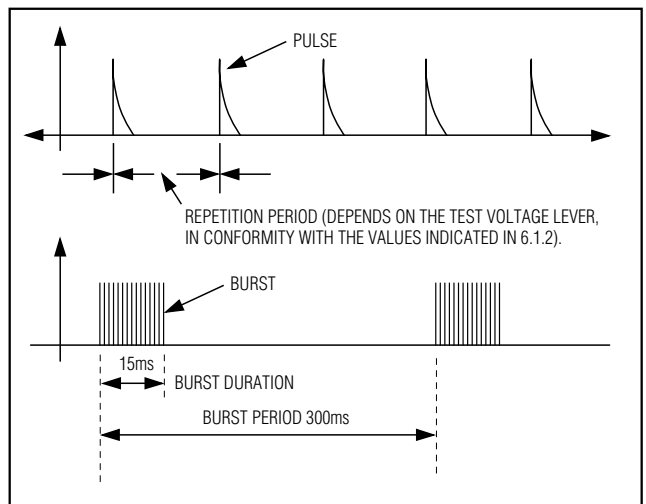 PULSE
REPETITION PERIOD (DEPENDS ON THE TEST VOLTAGE LEVER,
IN CONFORMITY WITH THE VALUES INDICATED IN 6.1.2).
BURST
15ms
BURST DURATION
BURST PERIOD 300ms